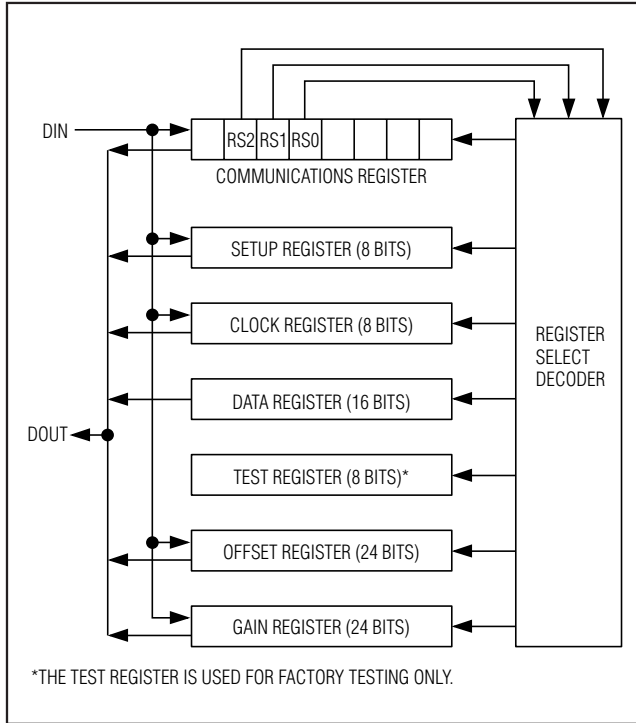 DIN
RS2 RS1 RS0
COMMUNICATIONS REGISTER
SETUP REGISTER (8 BITS)
CLOCK REGISTER (8 BITS)
REGISTER
SELECT
DECODER
DATA REGISTER (16 BITS)
DOUT
TEST REGISTER (8 BITS)*
OFFSET REGISTER (24 BITS)
GAIN REGISTER (24 BITS)
*THE TEST REGISTER IS USED FOR FACTORY TESTING ONLY.